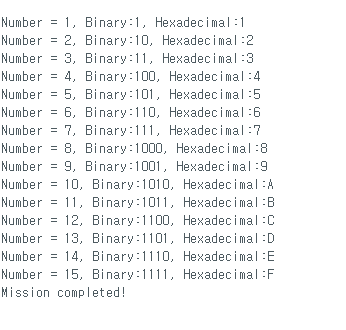 Number = 1, Binary:1, Hexadecimal:1
Number = 2, Binary:10, Hexadecimal:2
Number = 3, Binary:11, Hexadecimal:3
Number = 4, Binary:100, Hexadecimal:4
Number = 5, Binary:101, Hexadecimal:5
Number = 6, Binary:110, Hexadecimal:6
Number = 7, Binary:111, Hexadecimal:7
Number = 8, Binary:1000, Hexadecimal:8
Number = 9, Binary:1001, Hexadecimal:9
Number = 10, Binary:1010, Hexadecimal:A
Number = 11, Binary:1011, Hexadecimal:B
Number = 12, Binary:1100, Hexadecimal:C
Number = 13, Binary:1101, Hexadecimal:D
Number = 14, Binary:1110, Hexadecimal:E
Number = 15, Binary:1111, Hexadecimal:F
Mission completed!